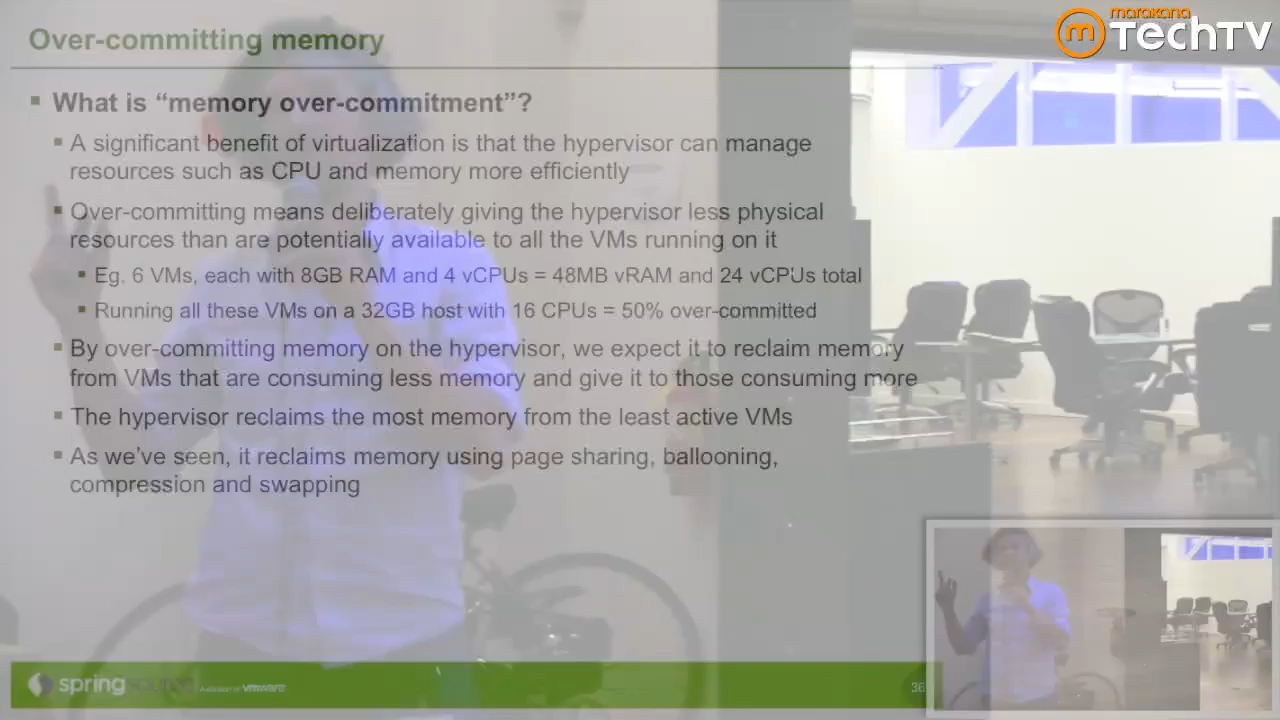 marakana
TechTV
Over-committing memory
What is “memory over-commitment”?
A significant benefit of virtualization is that the hypervisor can manage
resources such as CPU and memory more efficiently
Over-committing means deliberately giving the hypervisor less physical
resources than are potentially available to all the VMs running on it
Eg. 6 VMs, each with 8GB RAM and 4 vCPUs = 48MB vRAM and 24 vCPUs total
Running all these VMs on a 32GB host with 16 CPUs = 50% over-committed
By over-committing memory on the hypervisor, we expect it to reclaim memory
from VMs that are consuming less memory and give it to those consuming more
The hypervisor reclaims the most memory from the least active VMs
As we’ve seen, it reclaims memory using page sharing, ballooning,
compression and swapping
springsource A division of vmware
36